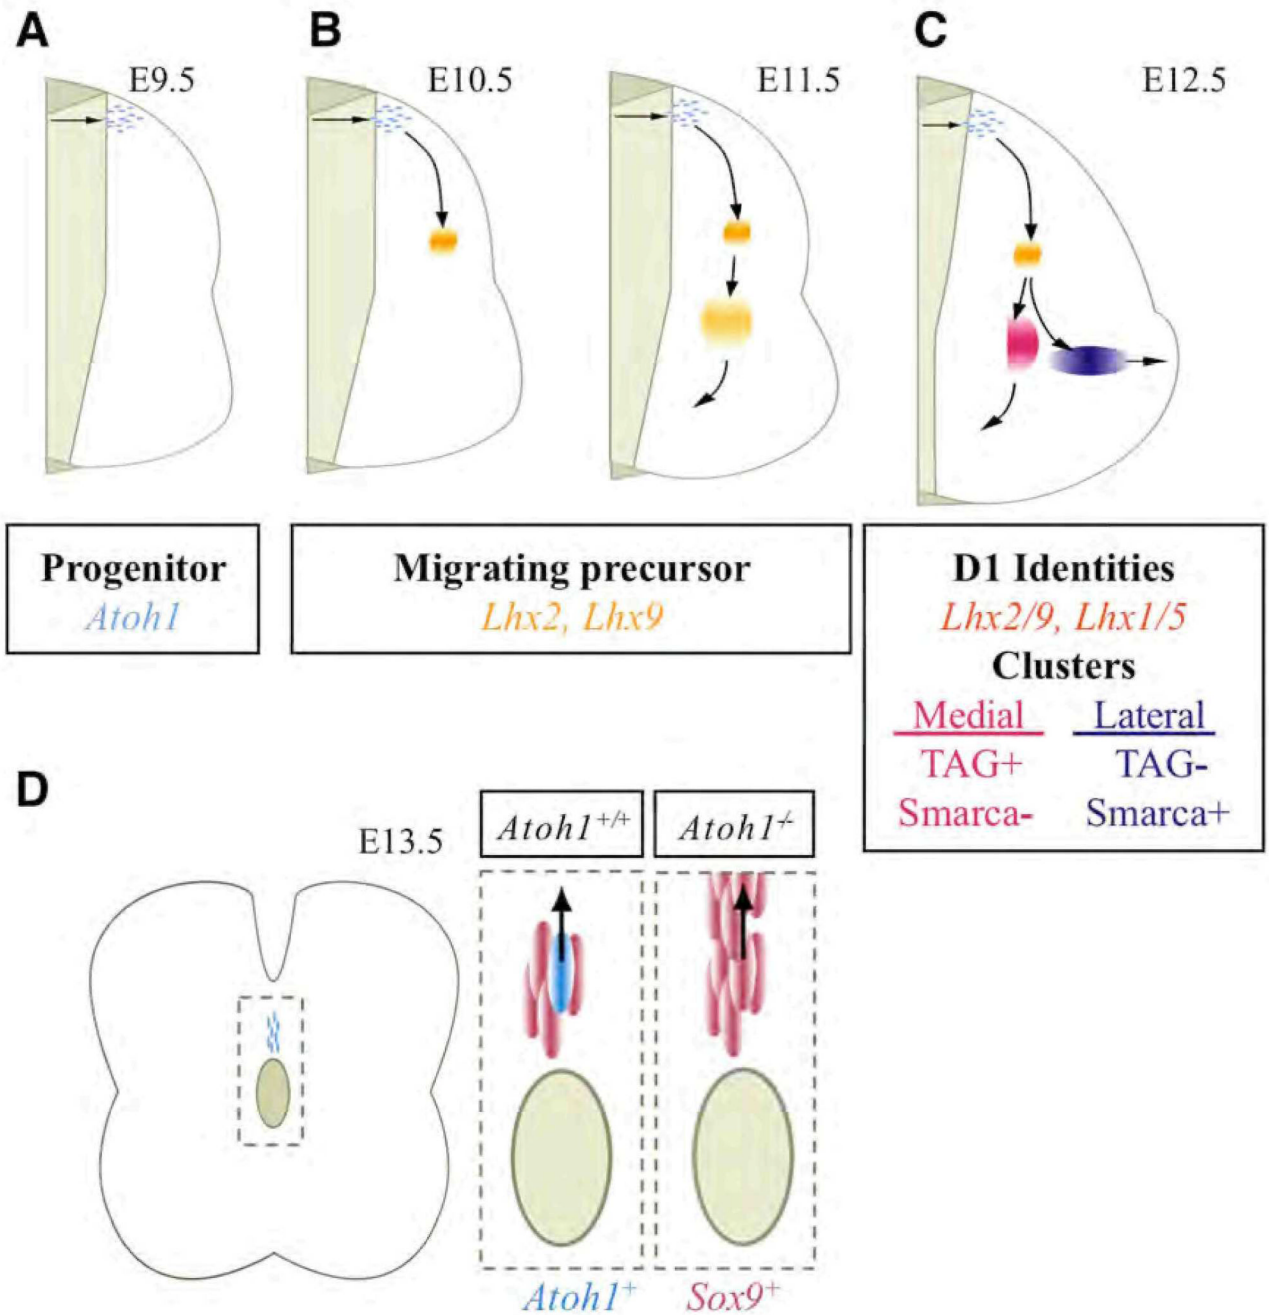 A
B
C
E9.5
E10.5
E11.5
E12.5
Progenitor
Atoh1
Migrating precursor
Lhx2, Lhx9
D1 Identities
Lhx2/9, Lhx1/5
Clusters
Medial
Lateral
TAG+
TAG-
Smarca-
Smarca+
D
E13.5
Atoh1+/+
Atoh1-/-
Atoh1+
Sox9+